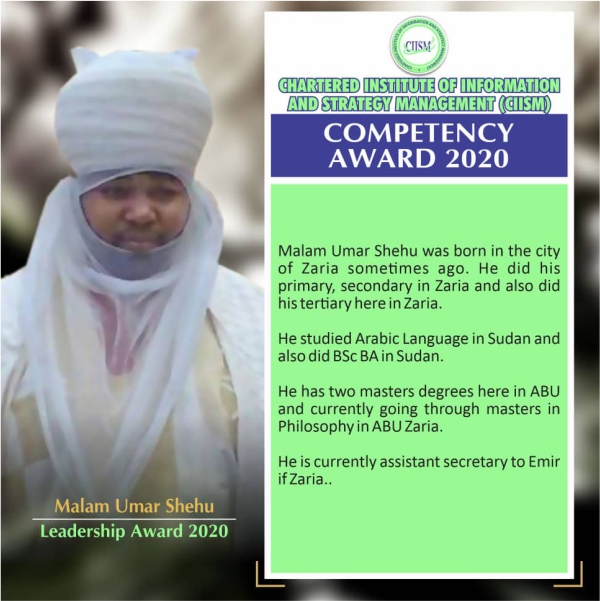 CIISM
CHARTERED INSTITUTE OF INFORMATION
AND STRATEGY MANAGEMENT (CIISM)
COMPETENCY
AWARD 2020
Malam Umar Shehu was born in the city
of Zaria sometimes ago. He did his
primary, secondary in Zaria and also did
his tertiary here in Zaria.
He studied Arabic Language in Sudan and
also did BSc BA in Sudan.
He has two masters degrees here in ABU
and currently going through masters in
Philosophy in ABU Zaria.
He is currently assistant secretary to Emir
if Zaria..
Malam Umar Shehu
Leadership Award 2020